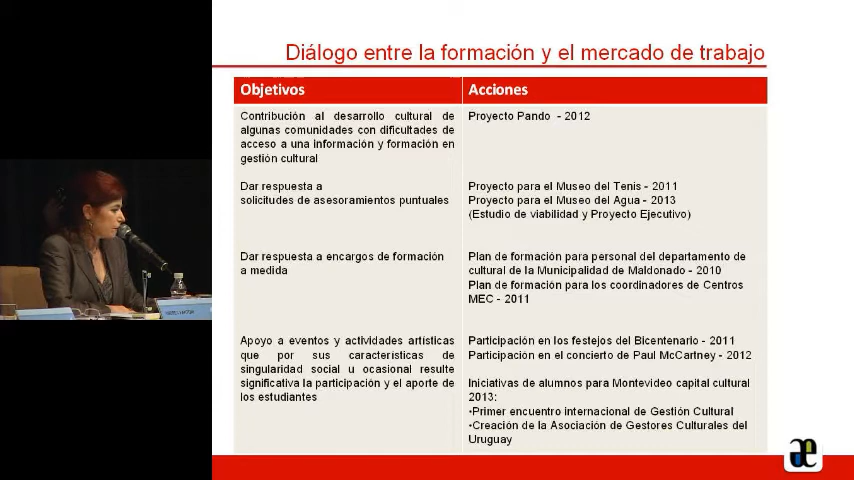 Diálogo entre la formación y el mercado de trabajo
Objetivos
Acciones
Contribución al desarrollo cultural de
algunas comunidades con dificultades de
acceso a una información y formación en
gestión cultural
Proyecto Pando - 2012
Dar respuesta a
solicitudes de asesoramientos puntuales
Proyecto para el Museo del Tenis - 2011
Proyecto para el Museo del Agua - 2013
(Estudio de viabilidad y Proyecto Ejecutivo)
Dar respuesta a encargos de formación
a medida
Plan de formación para personal del departamento de
cultural de la Municipalidad de Maldonado - 2010
Plan de formación para los coordinadores de Centros
MEC - 2011
Apoyo a eventos y actividades artísticas
que por sus características de
singularidad social u ocasional resulte
significativa la participación y el aporte de
los estudiantes
Participación en los festejos del Bicentenario - 2011
Participación en el concierto de Paul McCartney - 2012
Iniciativas de alumnos para Montevideo capital cultural
2013:
•Primer encuentro internacional de Gestión Cultural
•Creación de la Asociación de Gestores Culturales del
Uruguay
æ